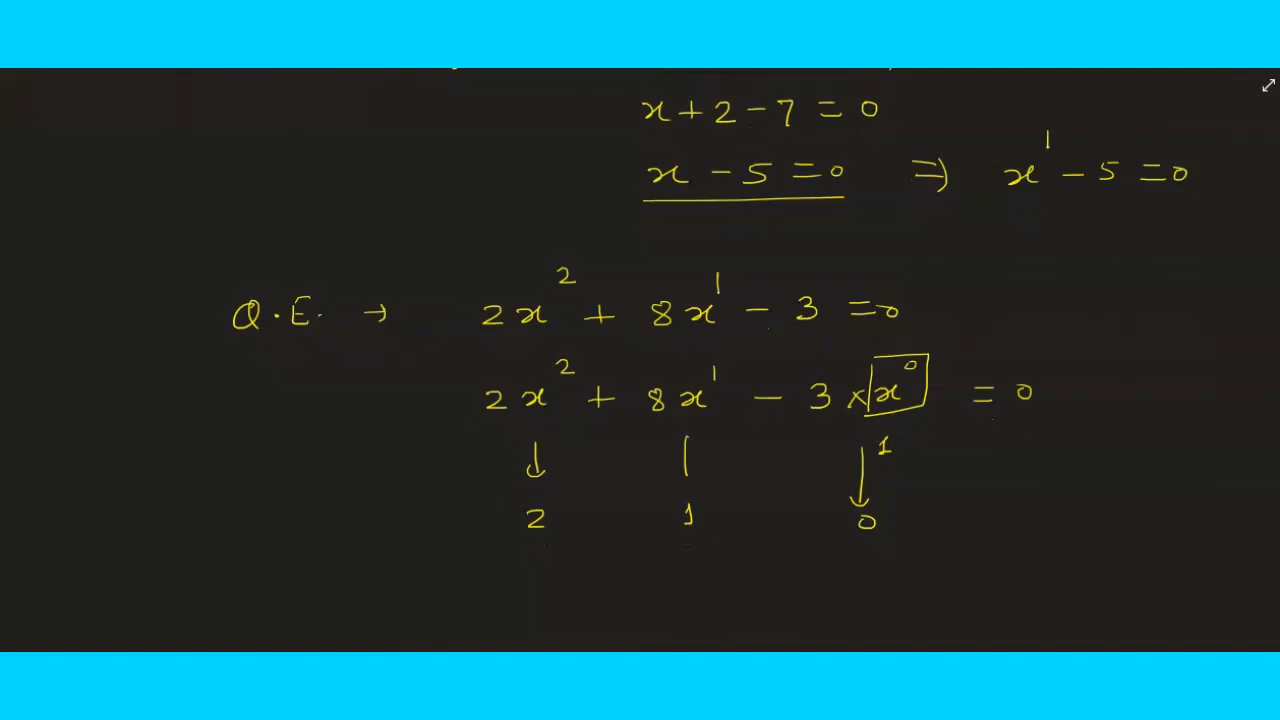 x + 2 - 7 = 0
x - 5 = 0 ⇒ x¹ - 5 = 0
Q.E. → 2x² + 8x¹ - 3 = 0
2x² + 8x¹ - 3 × x⁰ = 0
1
2 1 0